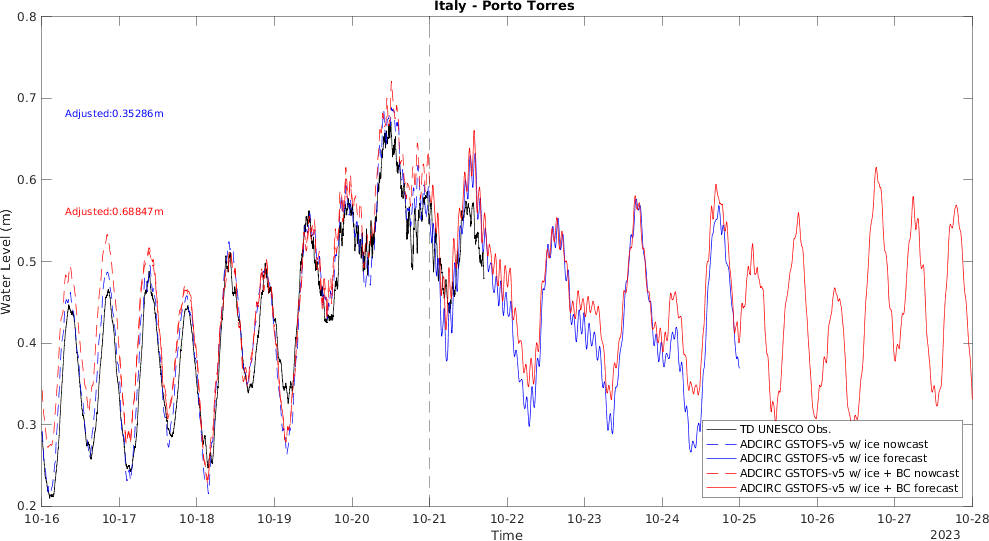 Italy - Porto Torres
0.8
0.7
0.6
0.5
0.4
0.3
0.2
Water Level (m)
Adjusted:0.35286m
Adjusted:0.68847m
TD UNESCO Obs.
ADCIRC GSTOFS-v5 w/ ice nowcast
ADCIRC GSTOFS-v5 w/ ice forecast
ADCIRC GSTOFS-v5 w/ ice + BC nowcast
ADCIRC GSTOFS-v5 w/ ice + BC forecast
10-16 10-17 10-18 10-19 10-20 10-21 10-22 10-23 10-24 10-25 10-26 10-27 10-28
Time
2023